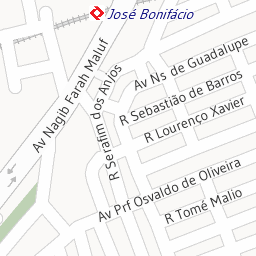 José Bonifácio
Av Ns de Guadalupe
Av Nagib Farah Maluf
R Serafim dos Anjos
R Sebastião de Barros
R Lourenço Xavier
Av Prf Osvaldo de Oliveira
R Tomé Malio